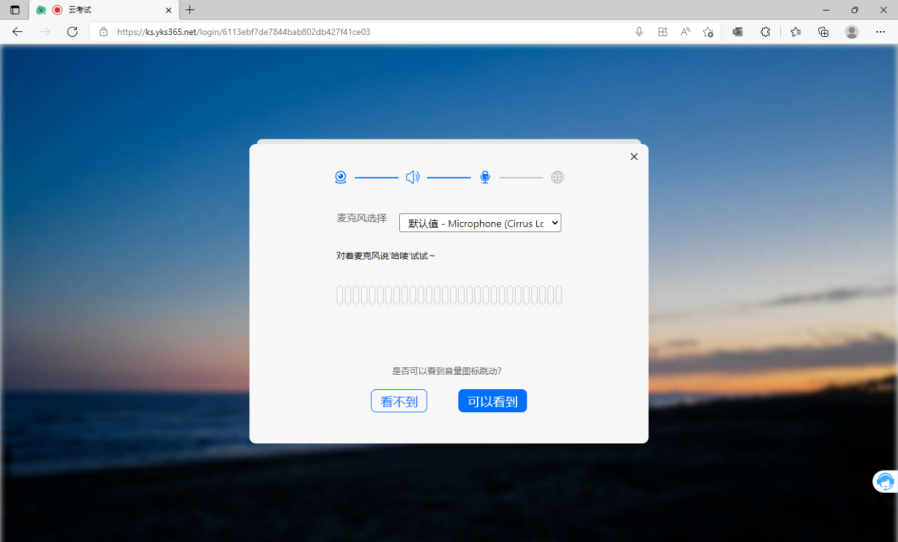 云考试
https://ks.yks365.net/login/6113ebf7de7844bab802db427f41ce03
麦克风选择
默认值 - Microphone (Cirrus Lc
对着麦克风说'哈喽'试试~
是否可以看到音量图标跳动?
看不到
可以看到